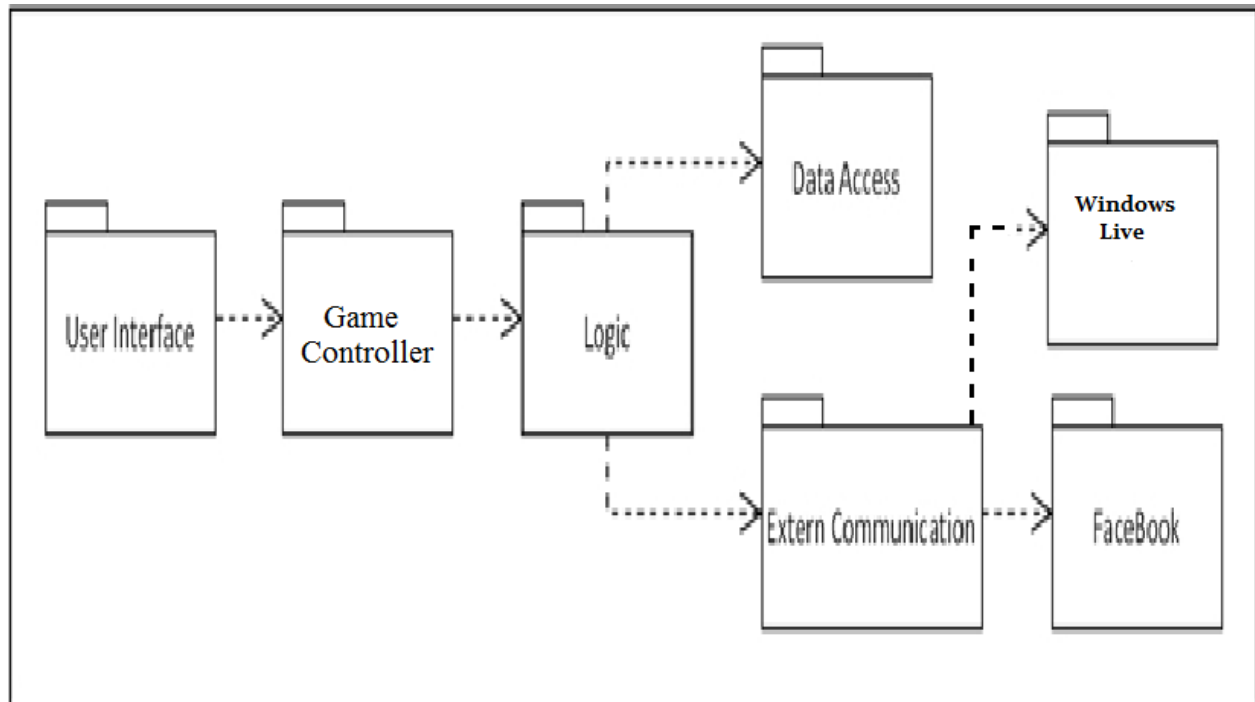 Data Access
Windows
Live
User Interface
Game
Controller
Logic
Extern Communication
FaceBook